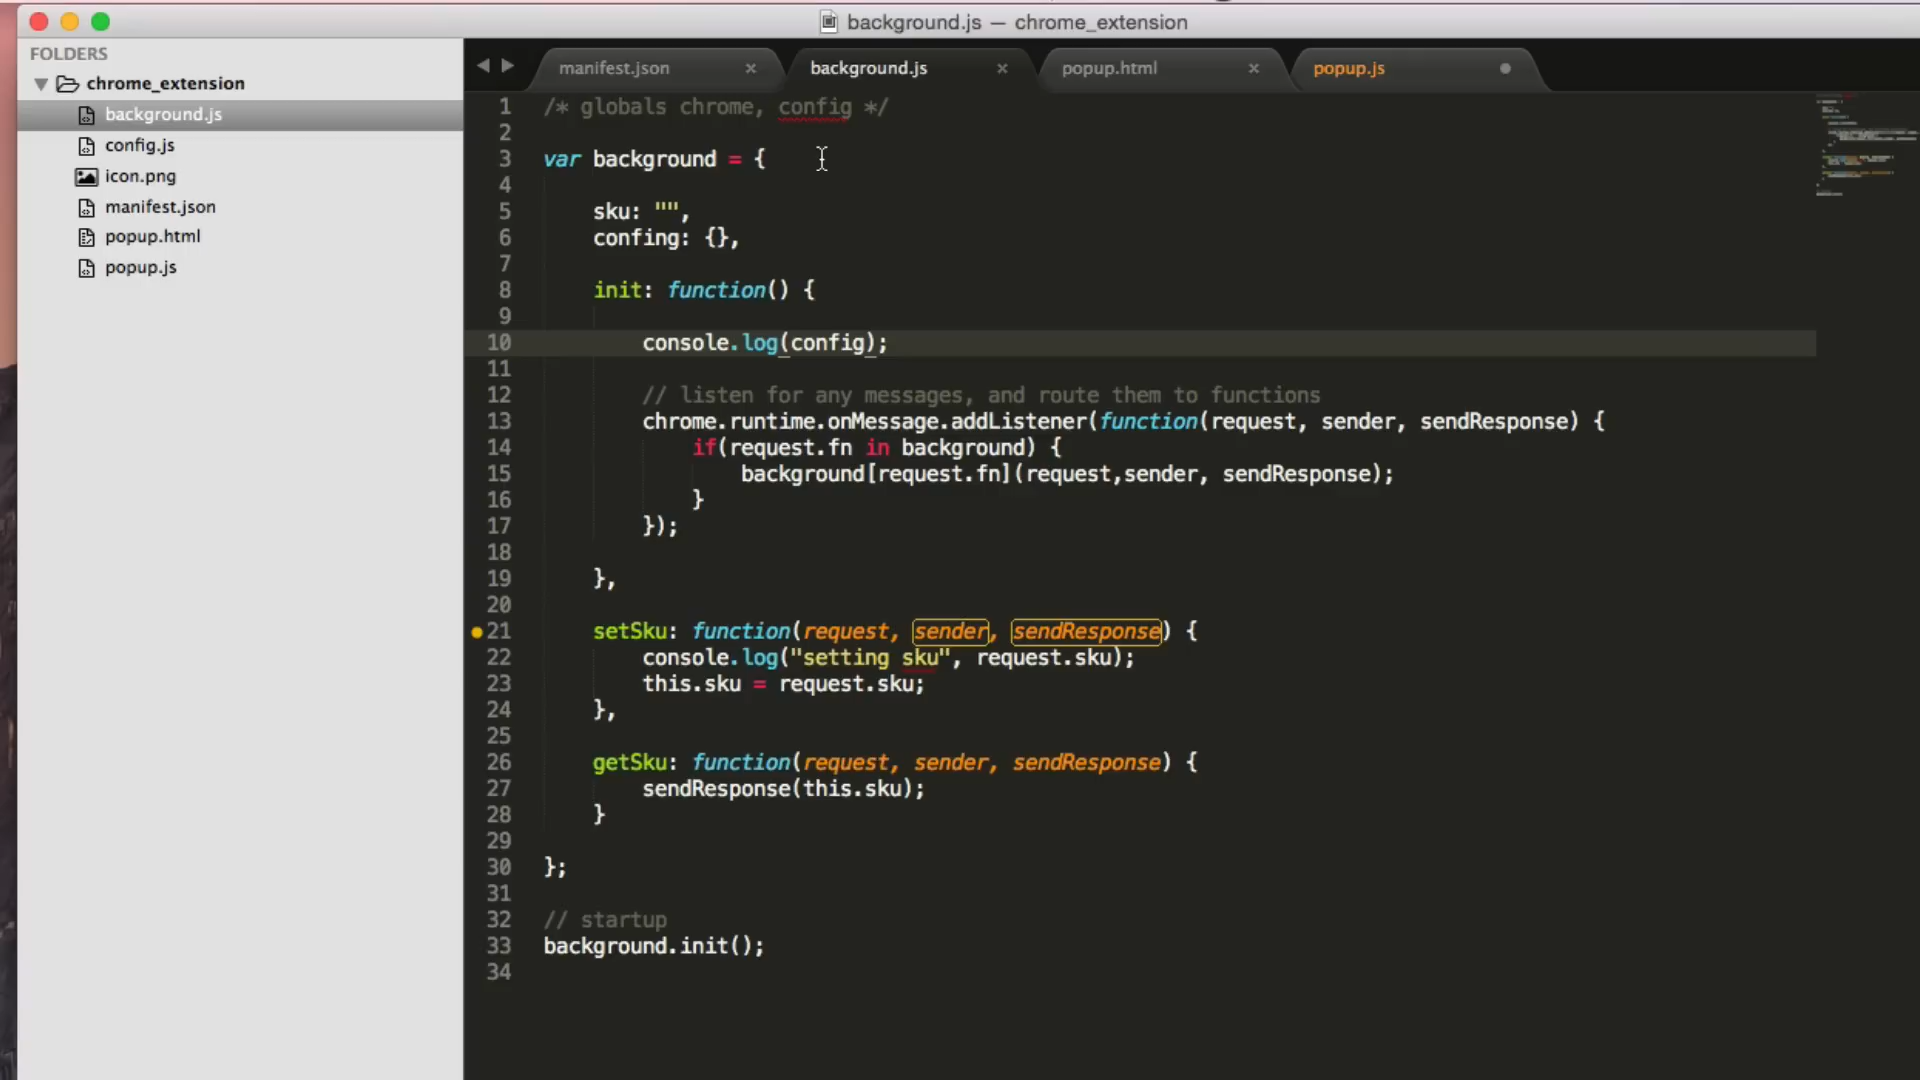 background.js — chrome_extension
FOLDERS
chrome_extension
background.js
config.js
icon.png
manifest.json
popup.html
popup.js
manifest.json
background.js
popup.html
popup.js
1 /* globals chrome, config */
2
3 var background = {
4
5 sku: "",
6 confing: {},
7
8 init: function() {
9
10 console.log(config);
11
12 // listen for any messages, and route them to functions
13 chrome.runtime.onMessage.addListener(function(request, sender, sendResponse) {
14 if(request.fn in background) {
15 background[request.fn](request,sender, sendResponse);
16 }
17 });
18
19 },
20
21 setSku: function(request, sender, sendResponse) {
22 console.log("setting sku", request.sku);
23 this.sku = request.sku;
24 },
25
26 getSku: function(request, sender, sendResponse) {
27 sendResponse(this.sku);
28 }
29
30 };
31
32 // startup
33 background.init();
34